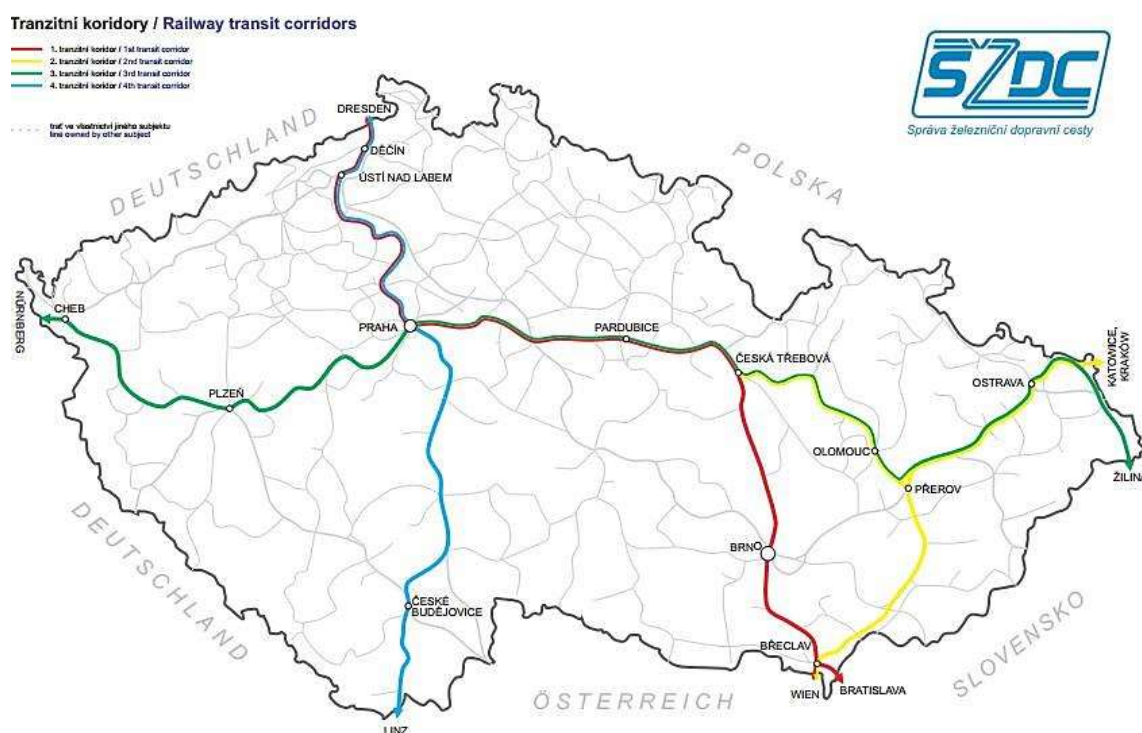 Tranzitní koridory / Railway transit corridors
1. tranzitní koridor / 1st transit corridor
2. tranzitní koridor / 2nd transit corridor
3. tranzitní koridor / 3rd transit corridor
4. tranzitní koridor / 4th transit corridor
trať ve vlastnictví jiného subjektu
line owned by other subject
SŽDC
Správa železniční dopravní cesty
DEUTSCHLAND
POLSKA
DRESDEN
DĚČÍN
ÚSTÍ NAD LABEM
NÜRNBERG
CHEB
PRAHA
PARDUBICE
ČESKÁ TŘEBOVÁ
KATOWICE,
KRAKÓW
OSTRAVA
PLZEŇ
OLOMOUC
PŘEROV
ŽILINA
DEUTSCHLAND
BRNO
ČESKÉ
BUDĚJOVICE
SLOVENSKO
BŘECLAV
WIEN
BRATISLAVA
ÖSTERREICH
LINZ